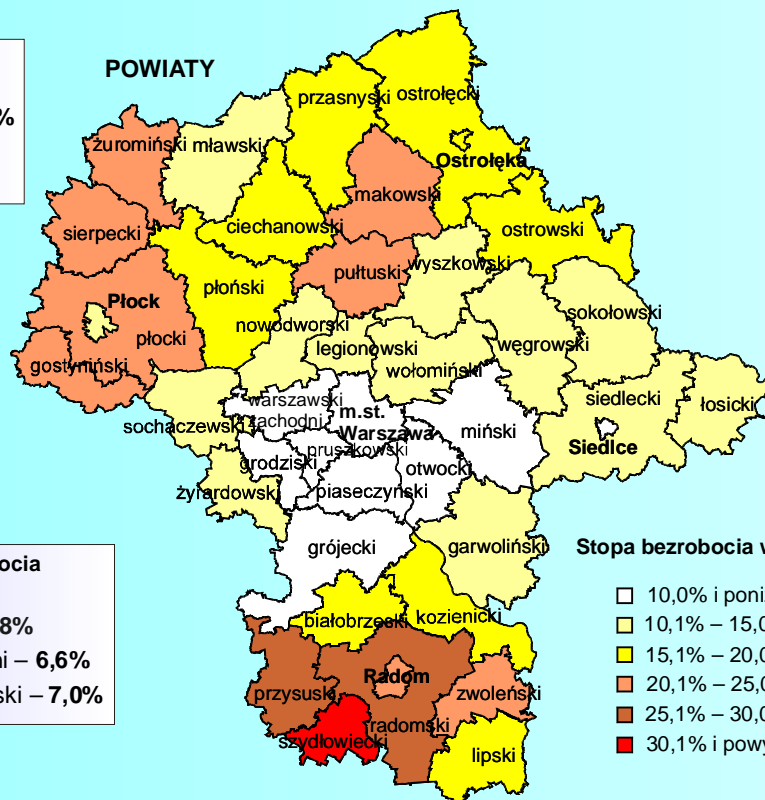 POWIATY
%
przasnyski
ostrołęcki
żuromiński
mławski
Ostrołęka
makowski
sierpecki
ciechanowski
ostrowski
wyszkowski
pułtuski
płoński
Płock
sokołowski
nowodworski
płocki
legionowski
węgrowski
gostyniński
wołomiński
siedlecki
warszawski
zachodni
łosicki
m.st.
Warszawa
sochaczewski
miński
pruszkowski
Siedlce
grodziski
otwocki
żyrardowski
piaseczyński
grójecki
garwoliński
Stopa bezrobocia w
ocia
10,0% i poni
10,1% – 15,0
8%
białobrzeski
kozienicki
15,1% – 20,0
ni – 6,6%
Radom
20,1% – 25,0
ski – 7,0%
przysuski
zwoleński
25,1% – 30,0
radomski
szydłowiecki
30,1% i powy
lipski